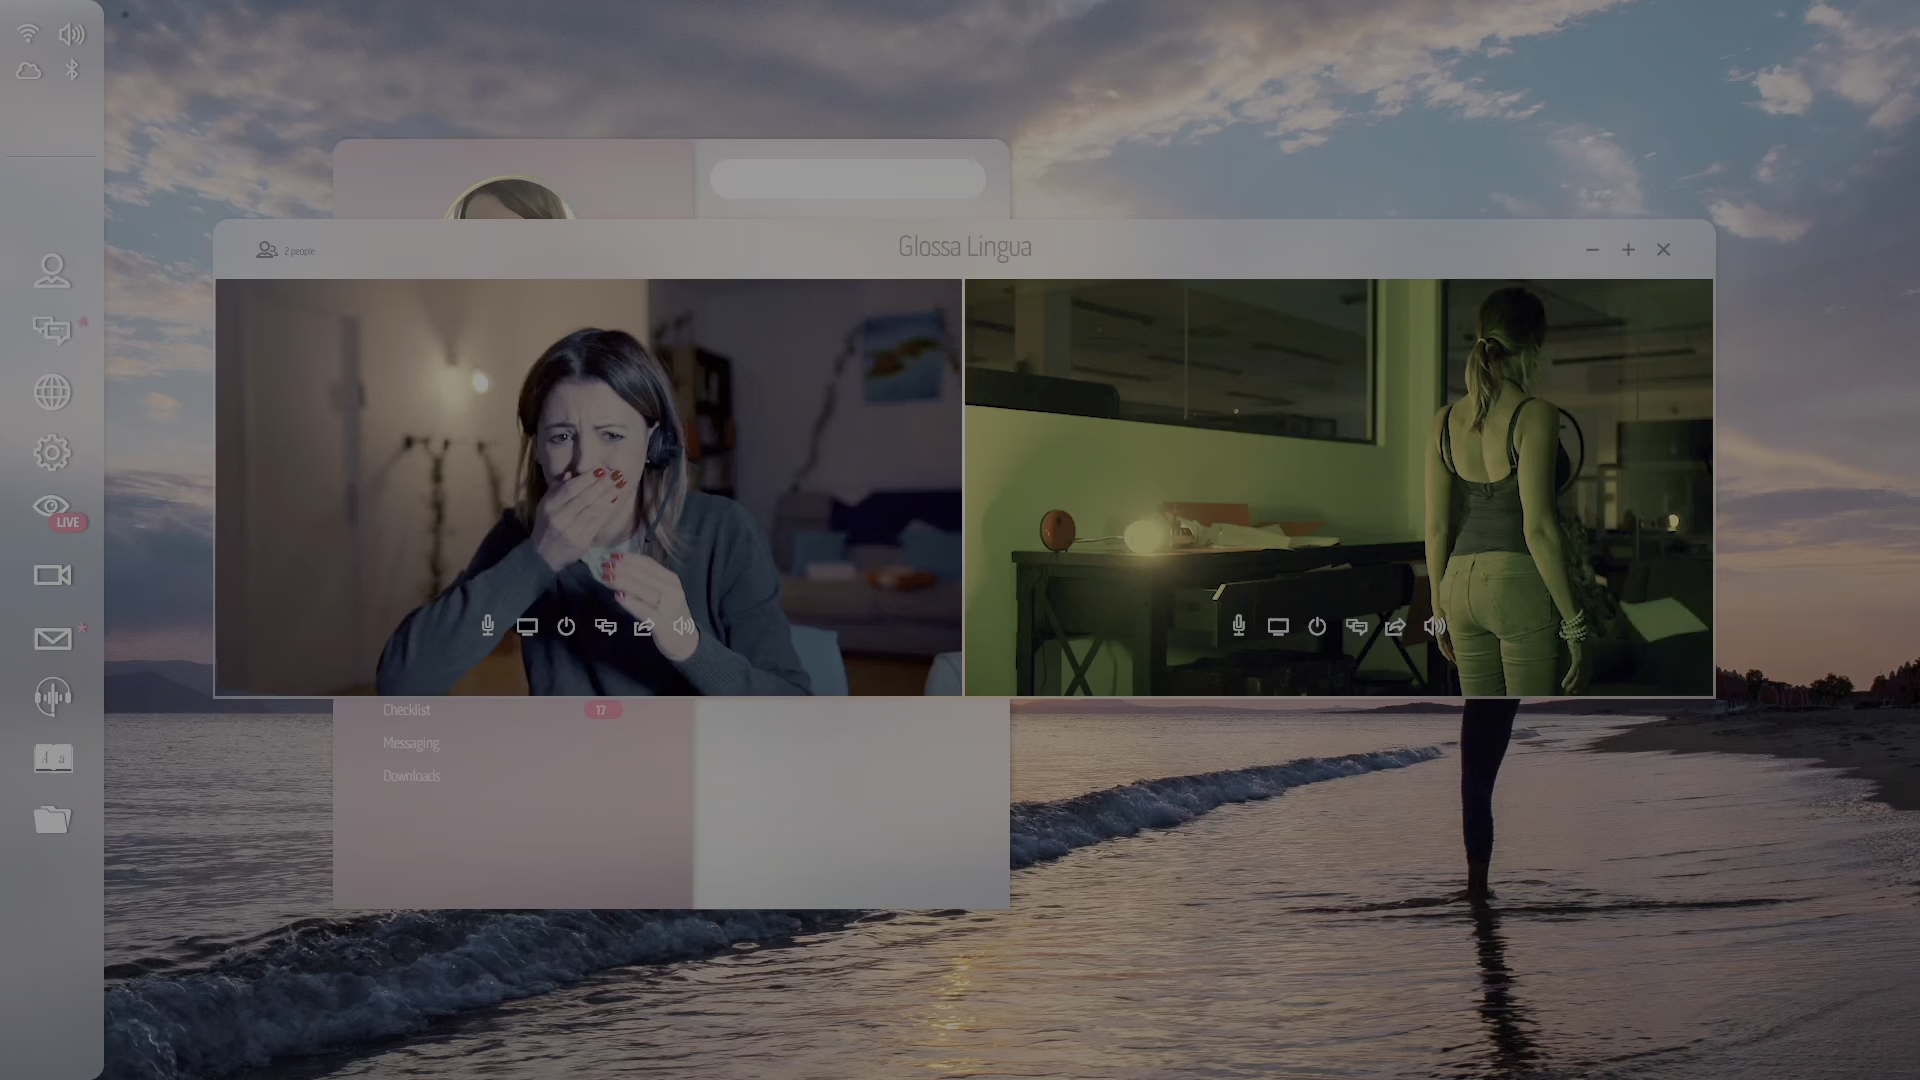 2 people
Glossa Lingua
LIVE
Checklist
17
Messaging
Downloads
A a